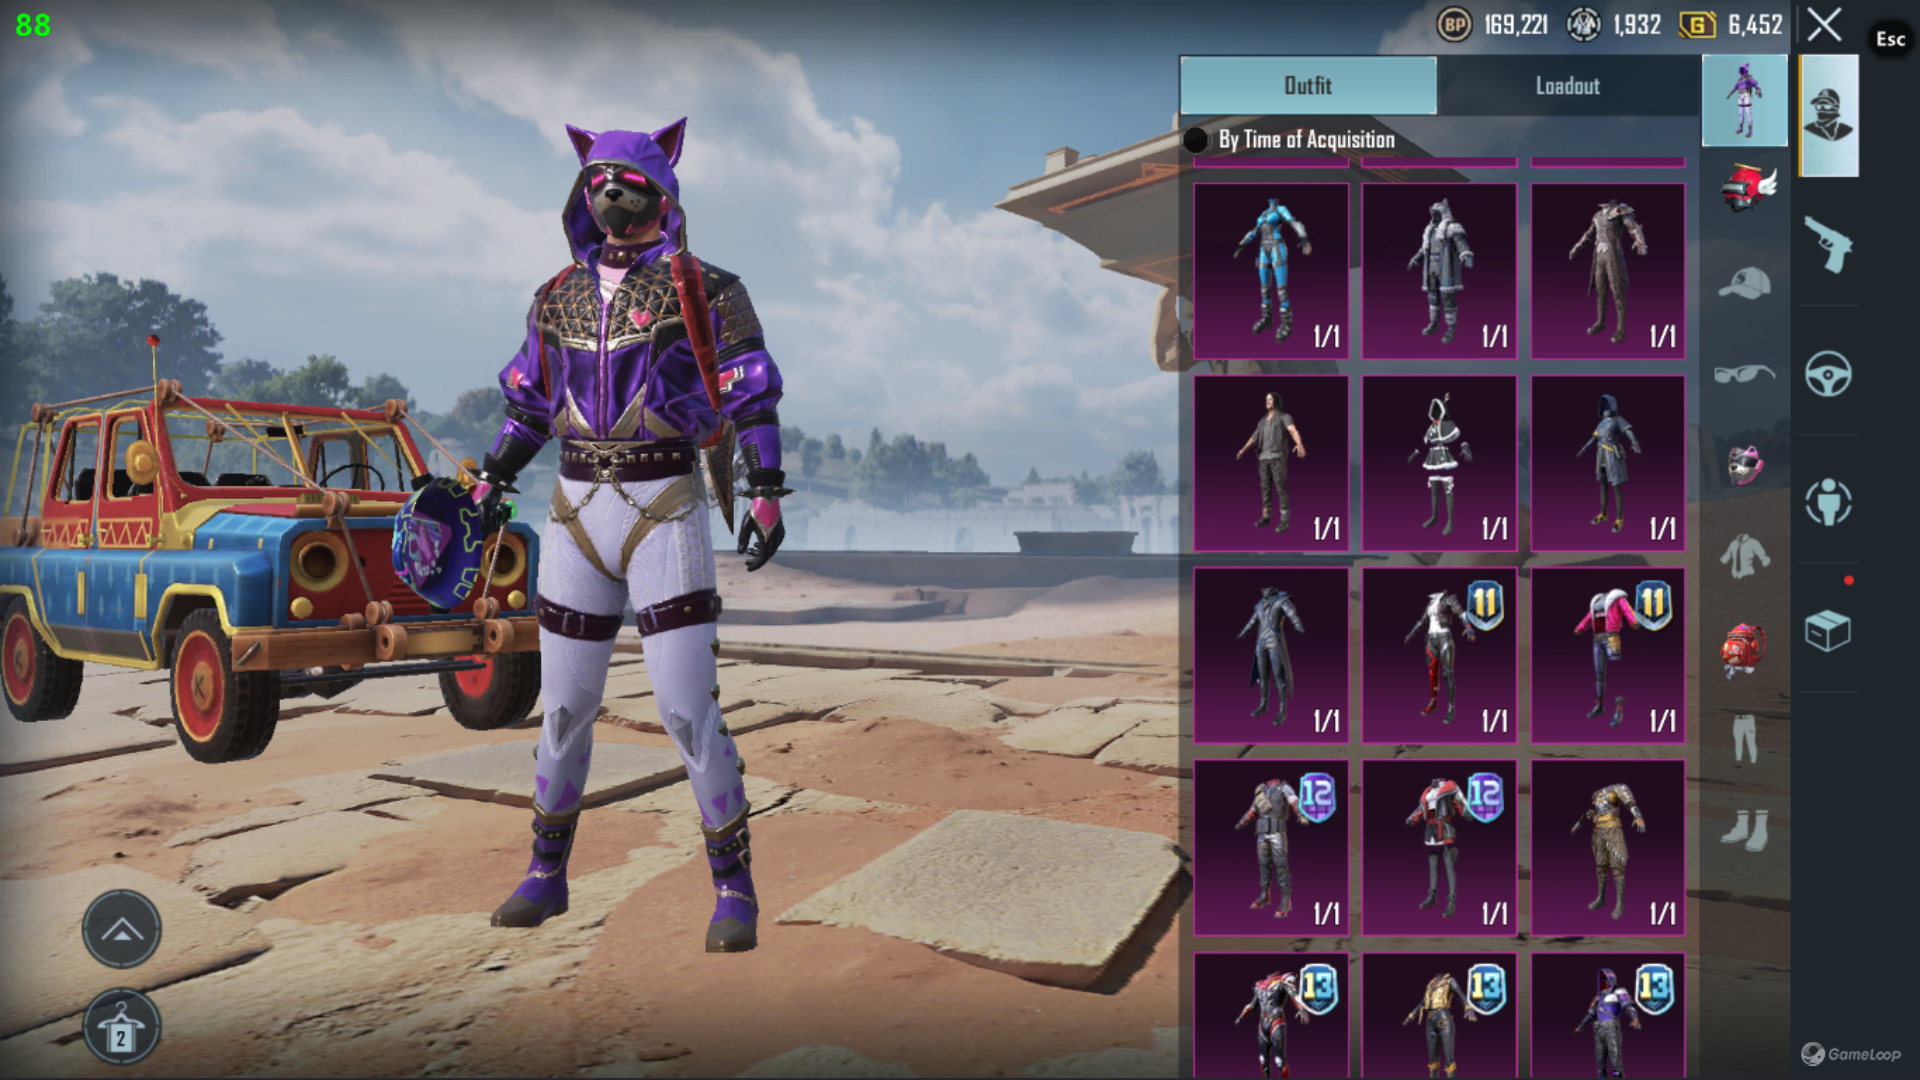 88
BP 169,221 1,932 G 6,452
Esc
Outfit Loadout
By Time of Acquisition
1/1 1/1 1/1
1/1 1/1 1/1
11 11
1/1 1/1 1/1
12 12
1/1 1/1 1/1
13 13 13
2
K K
GameLoop